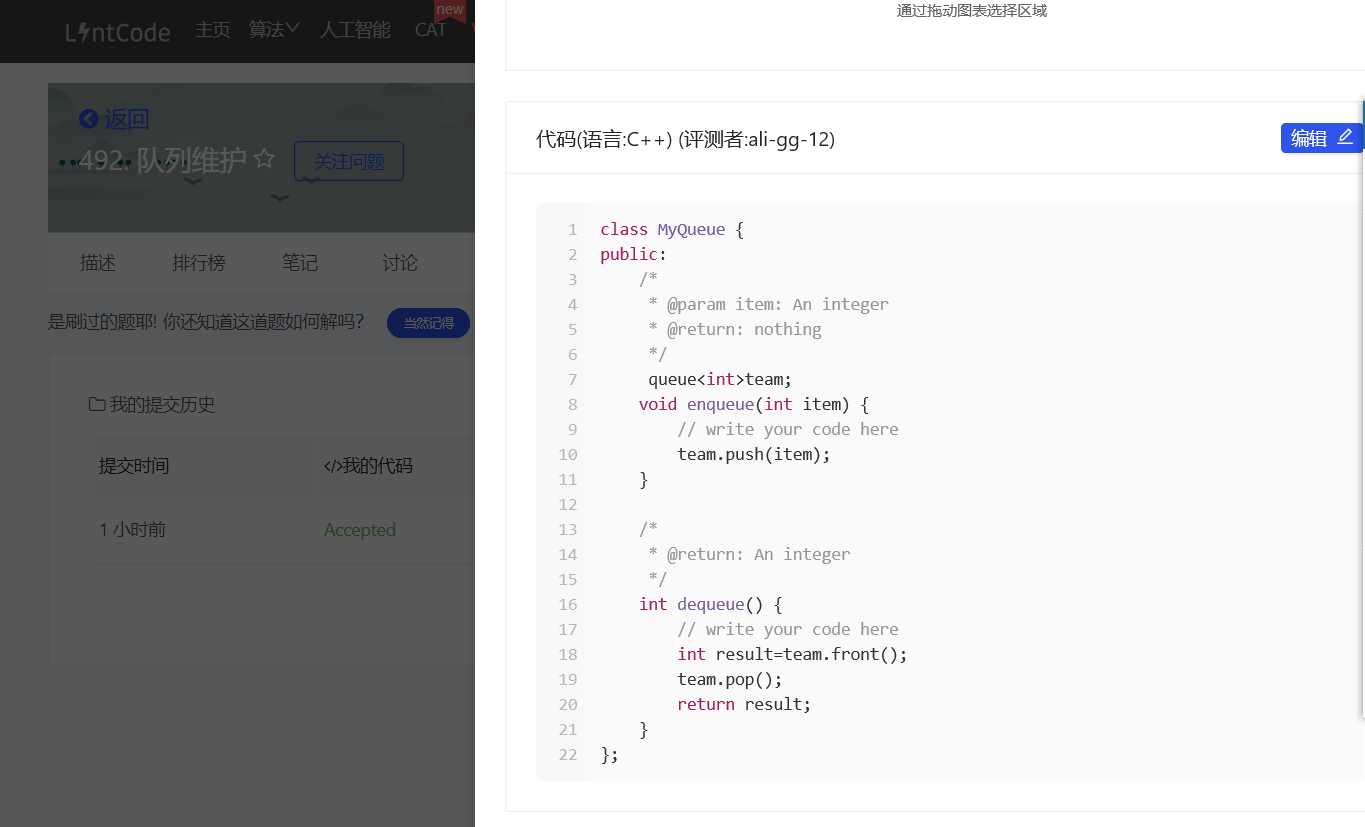 LintCode 主页 算法 人工智能 CAT new
返回
492. 队列维护 关注问题
描述 排行榜 笔记 讨论
是刷过的题耶! 你还知道这道题如何解吗? 当然记得
我的提交历史
提交时间 </>我的代码
1 小时前 Accepted
通过拖动图表选择区域
代码(语言:C++) (评测者:ali-gg-12) 编辑
1 class MyQueue {
2 public:
3     /*
4      * @param item: An integer
5      * @return: nothing
6      */
7      queue<int>team;
8     void enqueue(int item) {
9         // write your code here
10         team.push(item);
11     }
12
13     /*
14      * @return: An integer
15      */
16     int dequeue() {
17         // write your code here
18         int result=team.front();
19         team.pop();
20         return result;
21     }
22 };